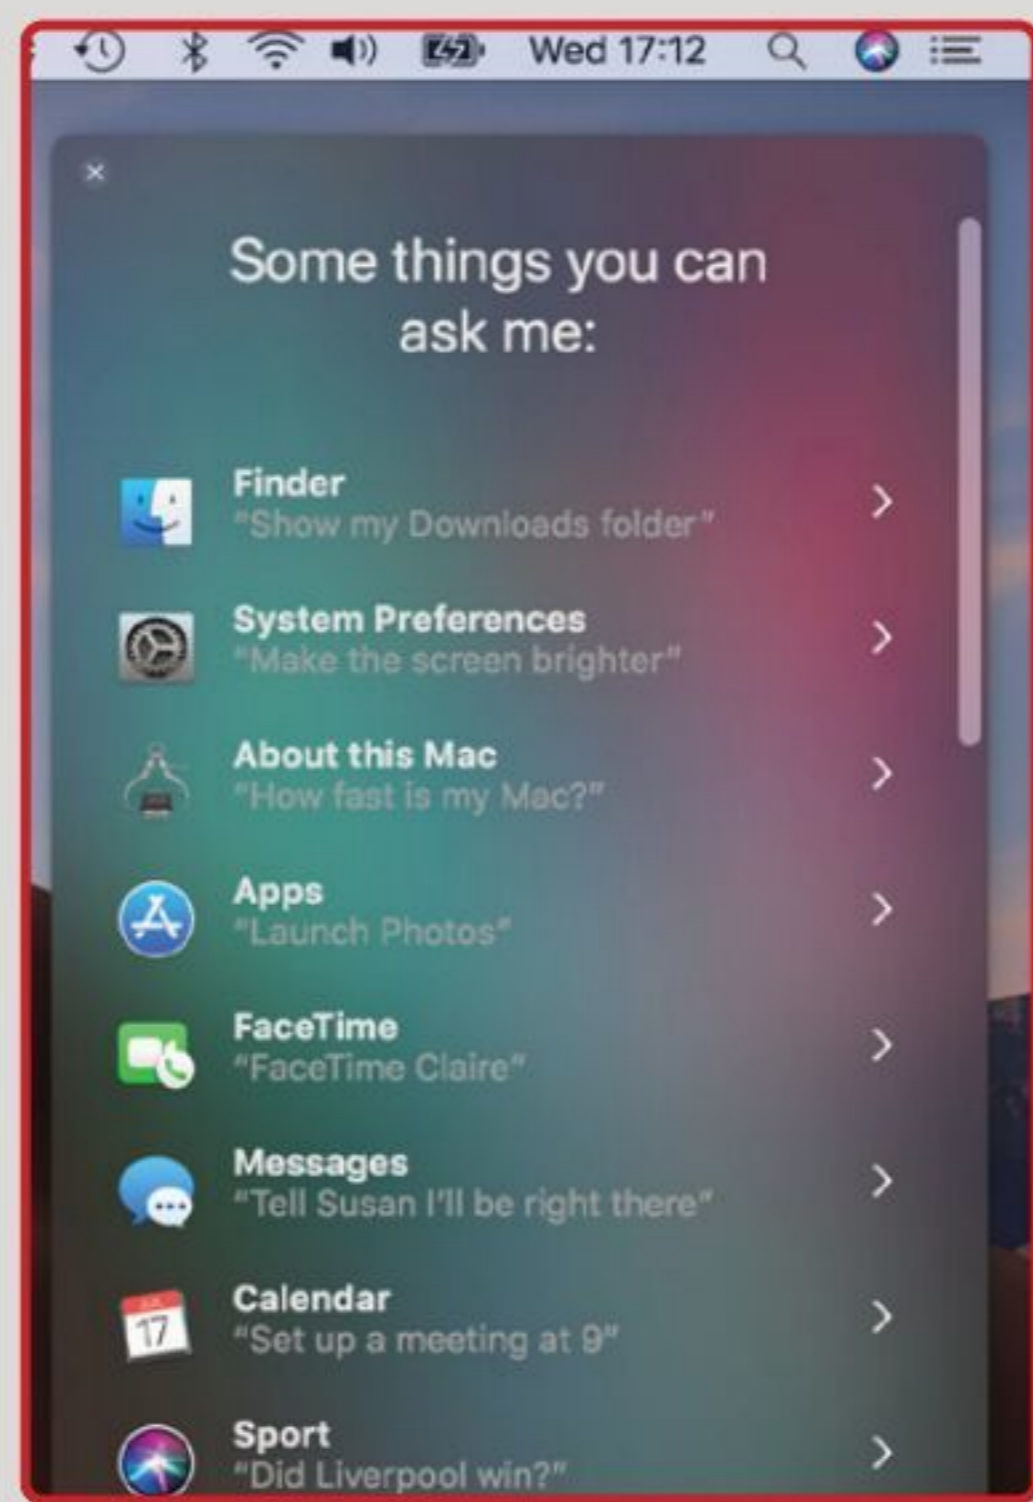 Wed 17:12
Some things you can
ask me:
Finder
“Show my Downloads folder”
System Preferences
“Make the screen brighter”
About this Mac
“How fast is my Mac?”
Apps
“Launch Photos”
FaceTime
“FaceTime Claire”
Messages
“Tell Susan I'll be right there”
Calendar
“Set up a meeting at 9”
17
Sport
“Did Liverpool win?”